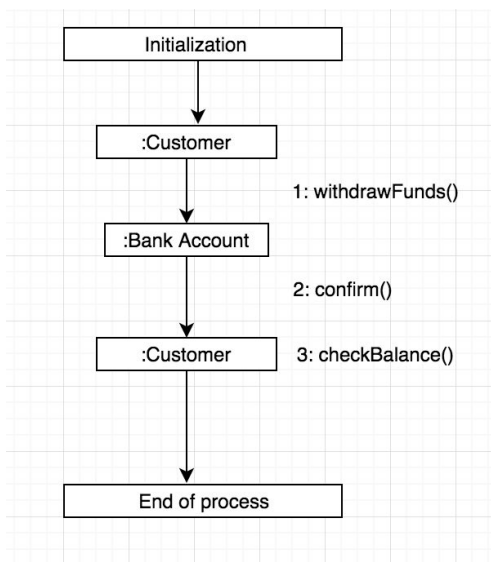 Initialization
:Customer
1: withdrawFunds()
:Bank Account
2: confirm()
:Customer
3: checkBalance()
End of process